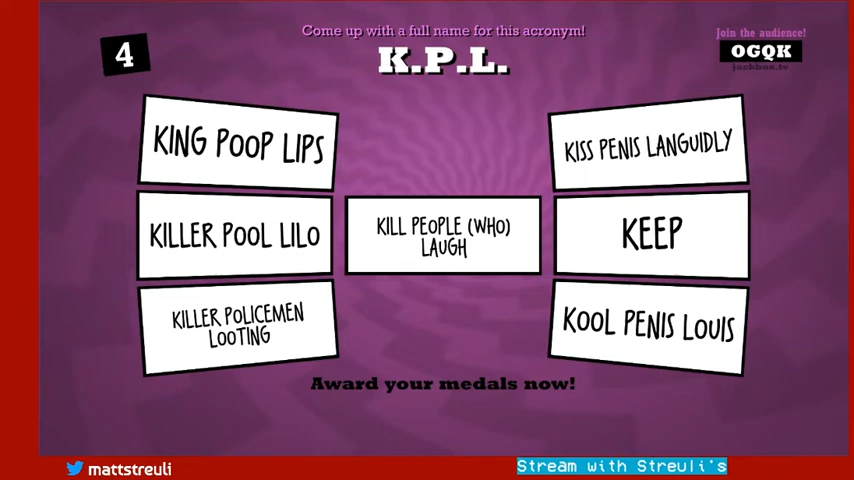 Come up with a full name for this acronym!
K.P.L.
4
Join the audience!
OGQK
jackbox.tv
KING POOP LIPS
KISS PENIS LANGUIDLY
KILLER POOL LILO
KILL PEOPLE (WHO)
LAUGH
KEEP
KILLER POLICEMEN
LOOTING
KOOL PENIS LOUIS
Award your medals now!
mattstreuli
Stream with Streuli's